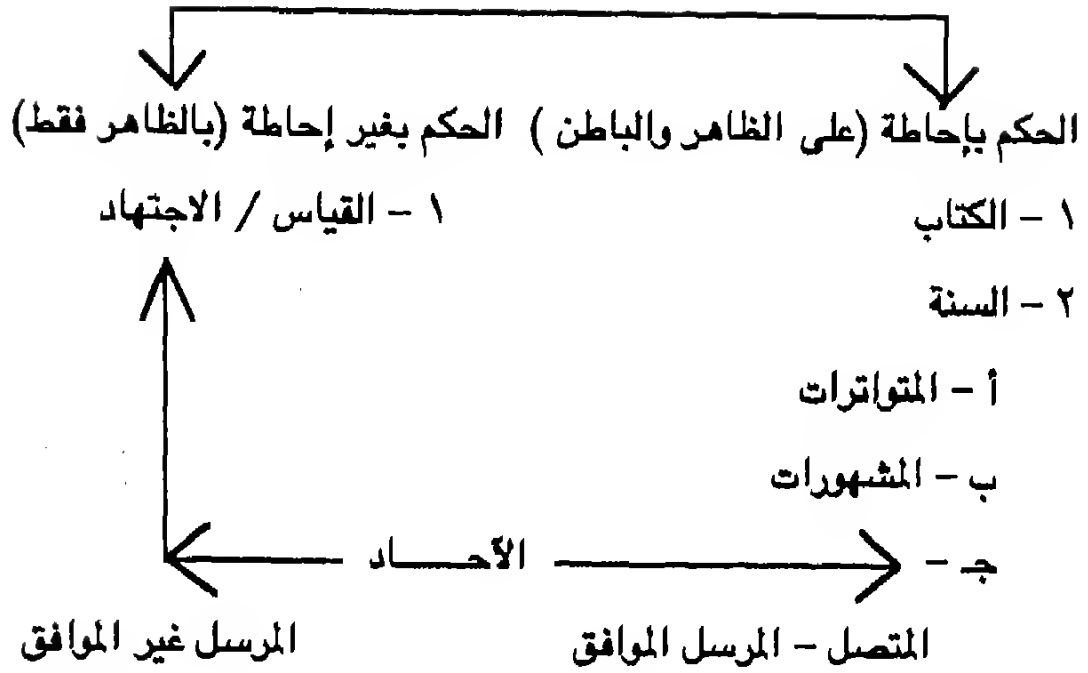 الحكم بإحاطة (على الظاهر والباطن ) الحكم بغير إحاطة (بالظاهر فقط)
١ – الكتاب ١ – القياس / الاجتهاد
٢ – السنة
أ – المتواترات
ب – المشهورات
جـ – الآحـــــاد
المتصل – المرسل الموافق المرسل غير الموافق